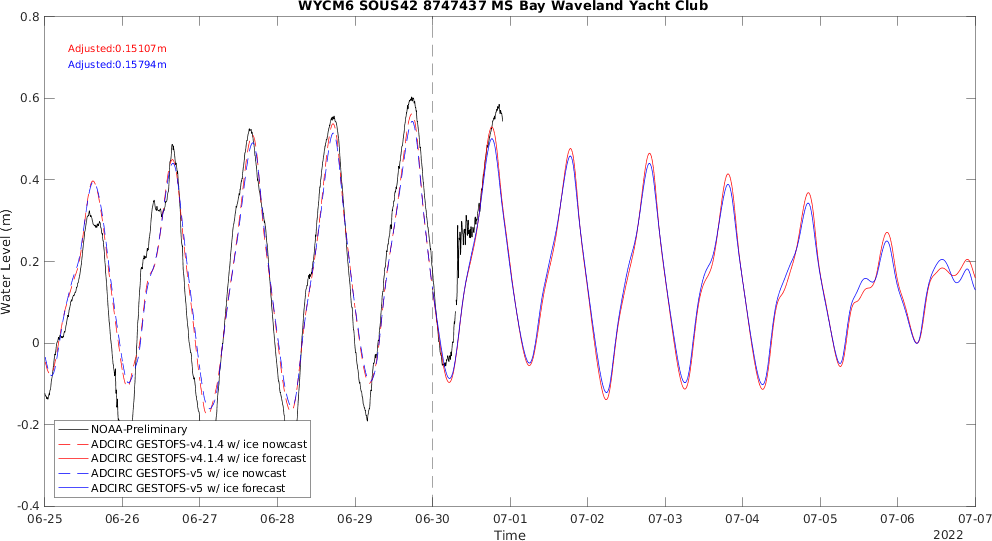 WYCM6 SOUS42 8747437 MS Bay Waveland Yacht Club
0.8
Adjusted:0.15107m
Adjusted:0.15794m
0.6
0.4
0.2
0
-0.2
-0.4
Water Level (m)
NOAA-Preliminary
ADCIRC GESTOFS-v4.1.4 w/ ice nowcast
ADCIRC GESTOFS-v4.1.4 w/ ice forecast
ADCIRC GESTOFS-v5 w/ ice nowcast
ADCIRC GESTOFS-v5 w/ ice forecast
06-25 06-26 06-27 06-28 06-29 06-30 07-01 07-02 07-03 07-04 07-05 07-06 07-07
Time
2022